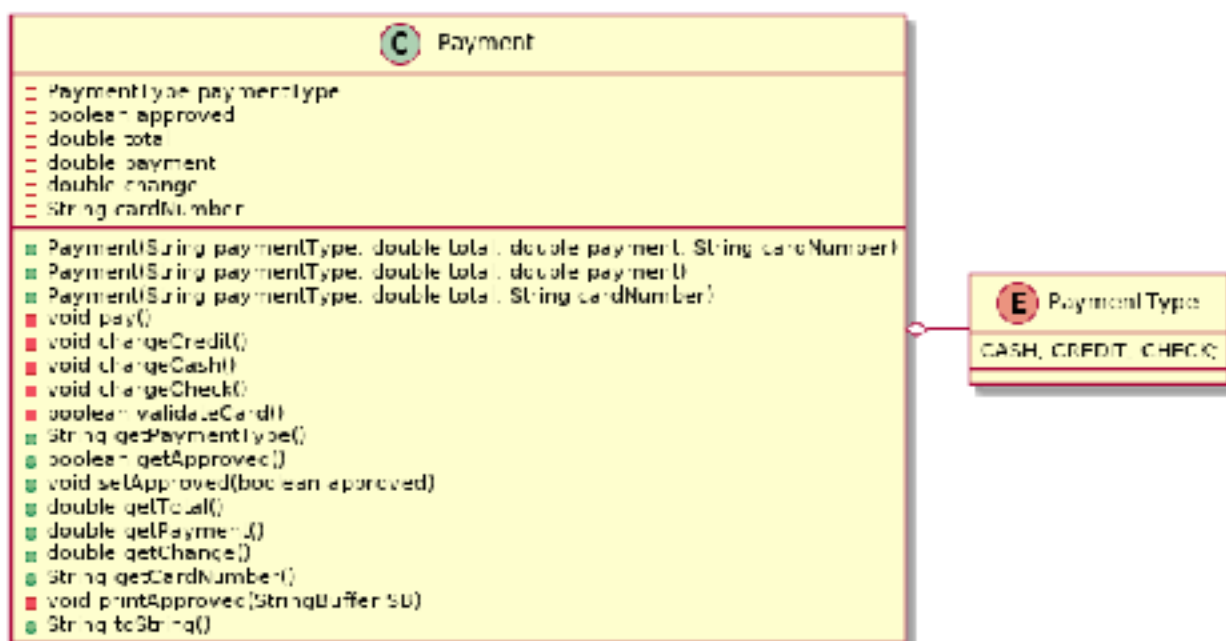 C Payment
PaymentType paymentType
boolean approved
double total
double payment
double change
String cardNumber
Payment(String paymentType, double total, double payment, String cardNumber)
Payment(String paymentType, double total, double payment)
Payment(String paymentType, double total, String cardNumber)
void pay()
void chargeCredit()
void chargeCash()
void chargeCheck()
boolean validateCard()
String getPaymentType()
boolean getApproved()
void setApproved(boolean approved)
double getTotal()
double getPayment()
double getChange()
String getCardNumber()
void printApproved(StringBuffer SB)
String toString()
E PaymentType
CASH, CREDIT, CHECK;